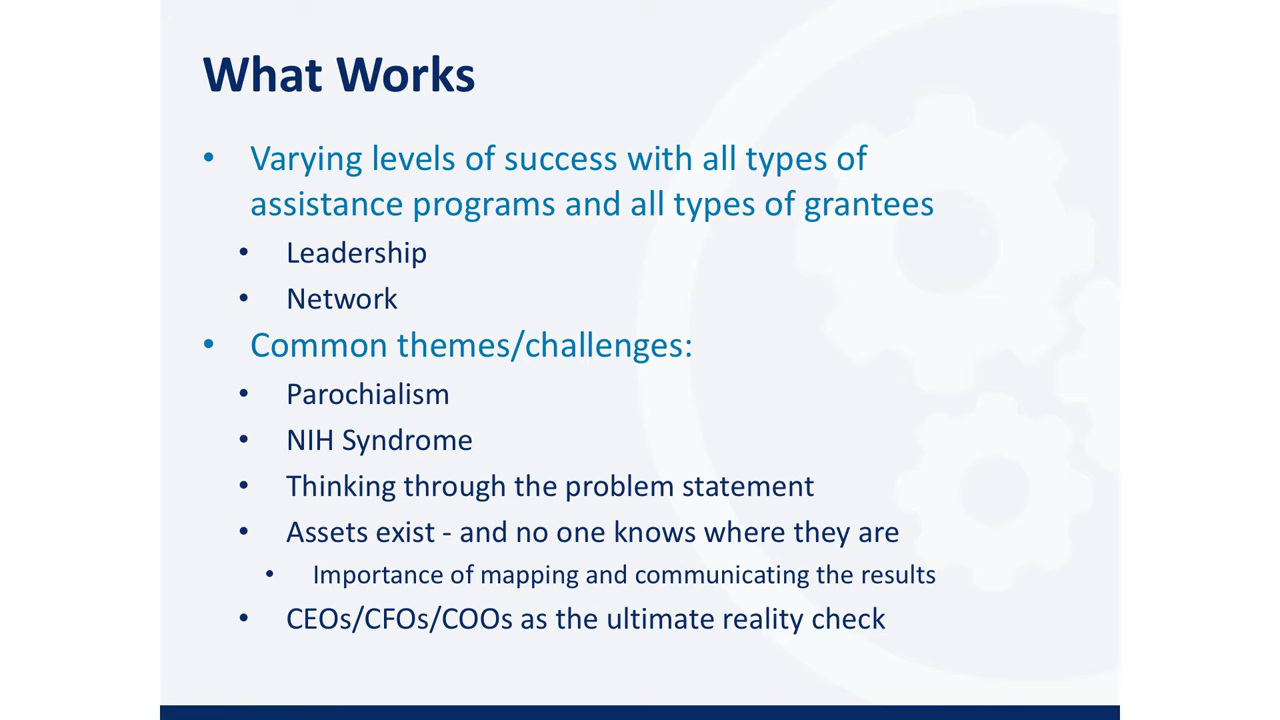 What Works
• Varying levels of success with all types of
assistance programs and all types of grantees
• Leadership
• Network
• Common themes/challenges:
• Parochialism
• NIH Syndrome
• Thinking through the problem statement
• Assets exist - and no one knows where they are
• Importance of mapping and communicating the results
• CEOs/CFOs/COOs as the ultimate reality check